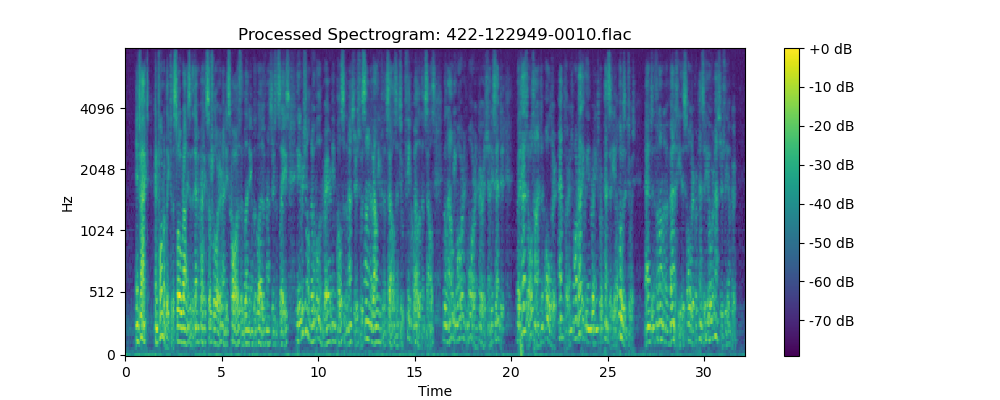 Processed Spectrogram: 422-122949-0010.flac
Hz
4096
2048
1024
512
0
0 5 10 15 20 25 30
Time
+0 dB
-10 dB
-20 dB
-30 dB
-40 dB
-50 dB
-60 dB
-70 dB